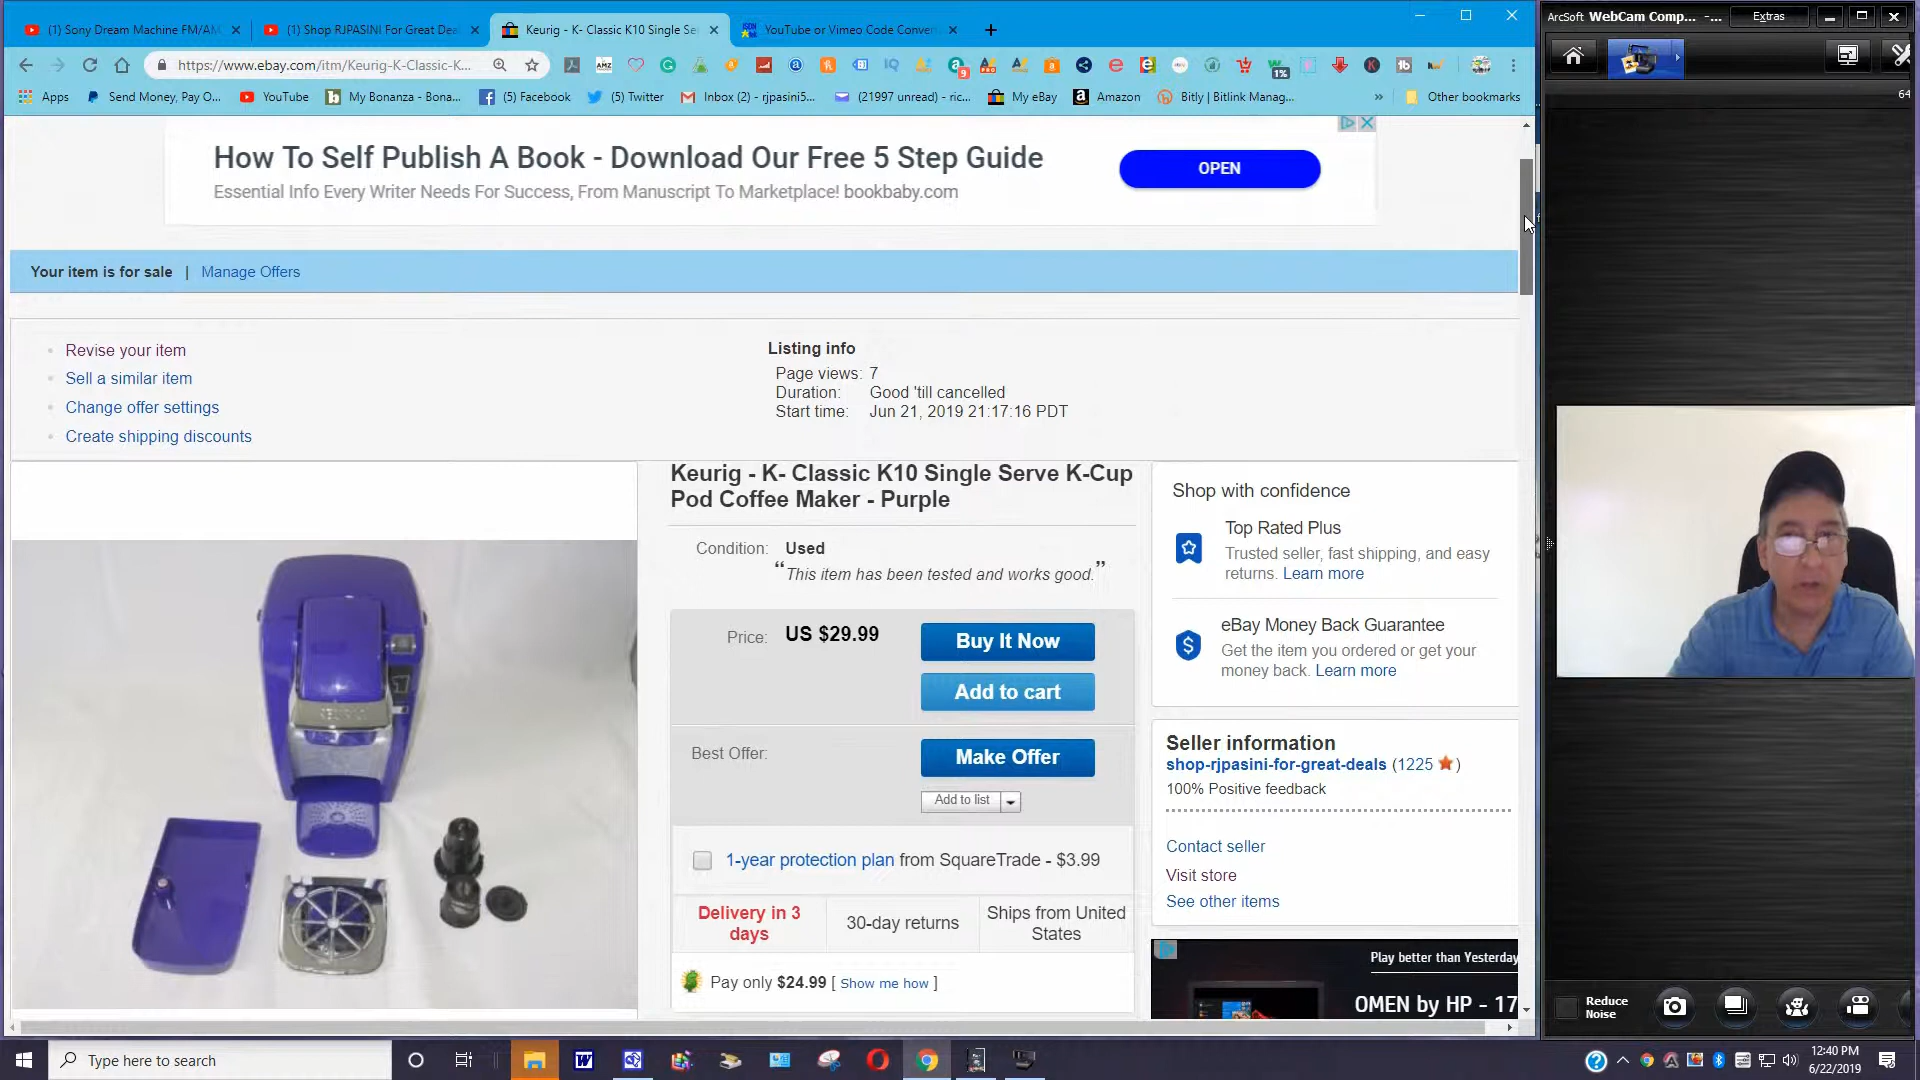 (1) Sony Dream Machine FM/AM
(1) Shop RJPASINI For Great Dea
Keurig - K- Classic K10 Single Se
YouTube or Vimeo Code Conver
ArcSoft WebCam Comp... -...
Extras
https://www.ebay.com/itm/Keurig-K-Classic-K...
Apps
Send Money, Pay O...
YouTube
My Bonanza - Bona...
(5) Facebook
(5) Twitter
Inbox (2) - rjpasini5...
(21997 unread) - ric...
My eBay
Amazon
Bitly | Bitlink Manag...
»
Other bookmarks
64
How To Self Publish A Book - Download Our Free 5 Step Guide
Essential Info Every Writer Needs For Success, From Manuscript To Marketplace! bookbaby.com
OPEN
Your item is for sale | Manage Offers
Revise your item
Sell a similar item
Change offer settings
Create shipping discounts
Listing info
Page views: 7
Duration: Good 'till cancelled
Start time: Jun 21, 2019 21:17:16 PDT
Keurig - K- Classic K10 Single Serve K-Cup
Pod Coffee Maker - Purple
Condition: Used
“This item has been tested and works good.”
Price: US $29.99
Buy It Now
Add to cart
Best Offer:
Make Offer
Add to list
1-year protection plan from SquareTrade - $3.99
Delivery in 3
days
30-day returns
Ships from United
States
Pay only $24.99 [ Show me how ]
Shop with confidence
Top Rated Plus
Trusted seller, fast shipping, and easy
returns. Learn more
eBay Money Back Guarantee
Get the item you ordered or get your
money back. Learn more
Seller information
shop-rjpasini-for-great-deals (1225 )
100% Positive feedback
Contact seller
Visit store
See other items
Play better than Yesterday
OMEN by HP - 17
Reduce
Noise
Type here to search
12:40 PM
6/22/2019